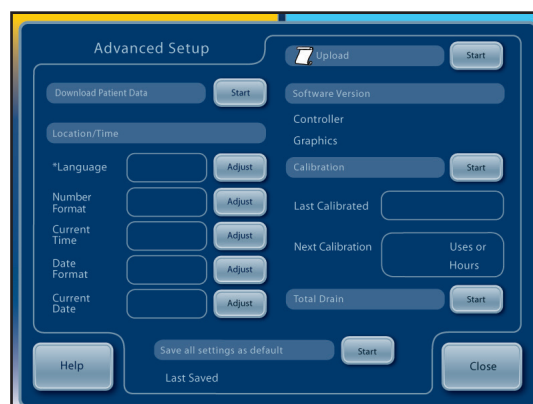 Advanced Setup
Upload
Start
Download Patient Data
Start
Software Version
Controller
Graphics
Location/Time
*Language
Adjust
Calibration
Start
Number
Format
Adjust
Last Calibrated
Current
Time
Adjust
Next Calibration
Uses or
Hours
Date
Format
Adjust
Current
Date
Adjust
Total Drain
Start
Save all settings as default
Start
Last Saved
Help
Close